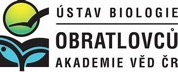 ÚSTAV BIOLOGIE
OBRATLOVCŮ
AKADEMIE VĚD ČR